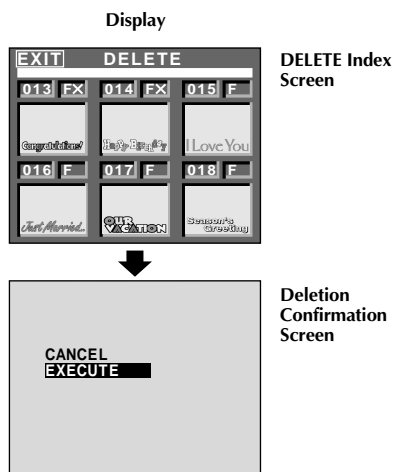 Display
EXIT DELETE
DELETE Index
Screen
013 FX 014 FX 015 F
Congratulations! Happy Birthday I Love You
016 F 017 F 018 F
Just Married.. OUR
VACATION Season's
Greeting
Deletion
Confirmation
Screen
CANCEL
EXECUTE